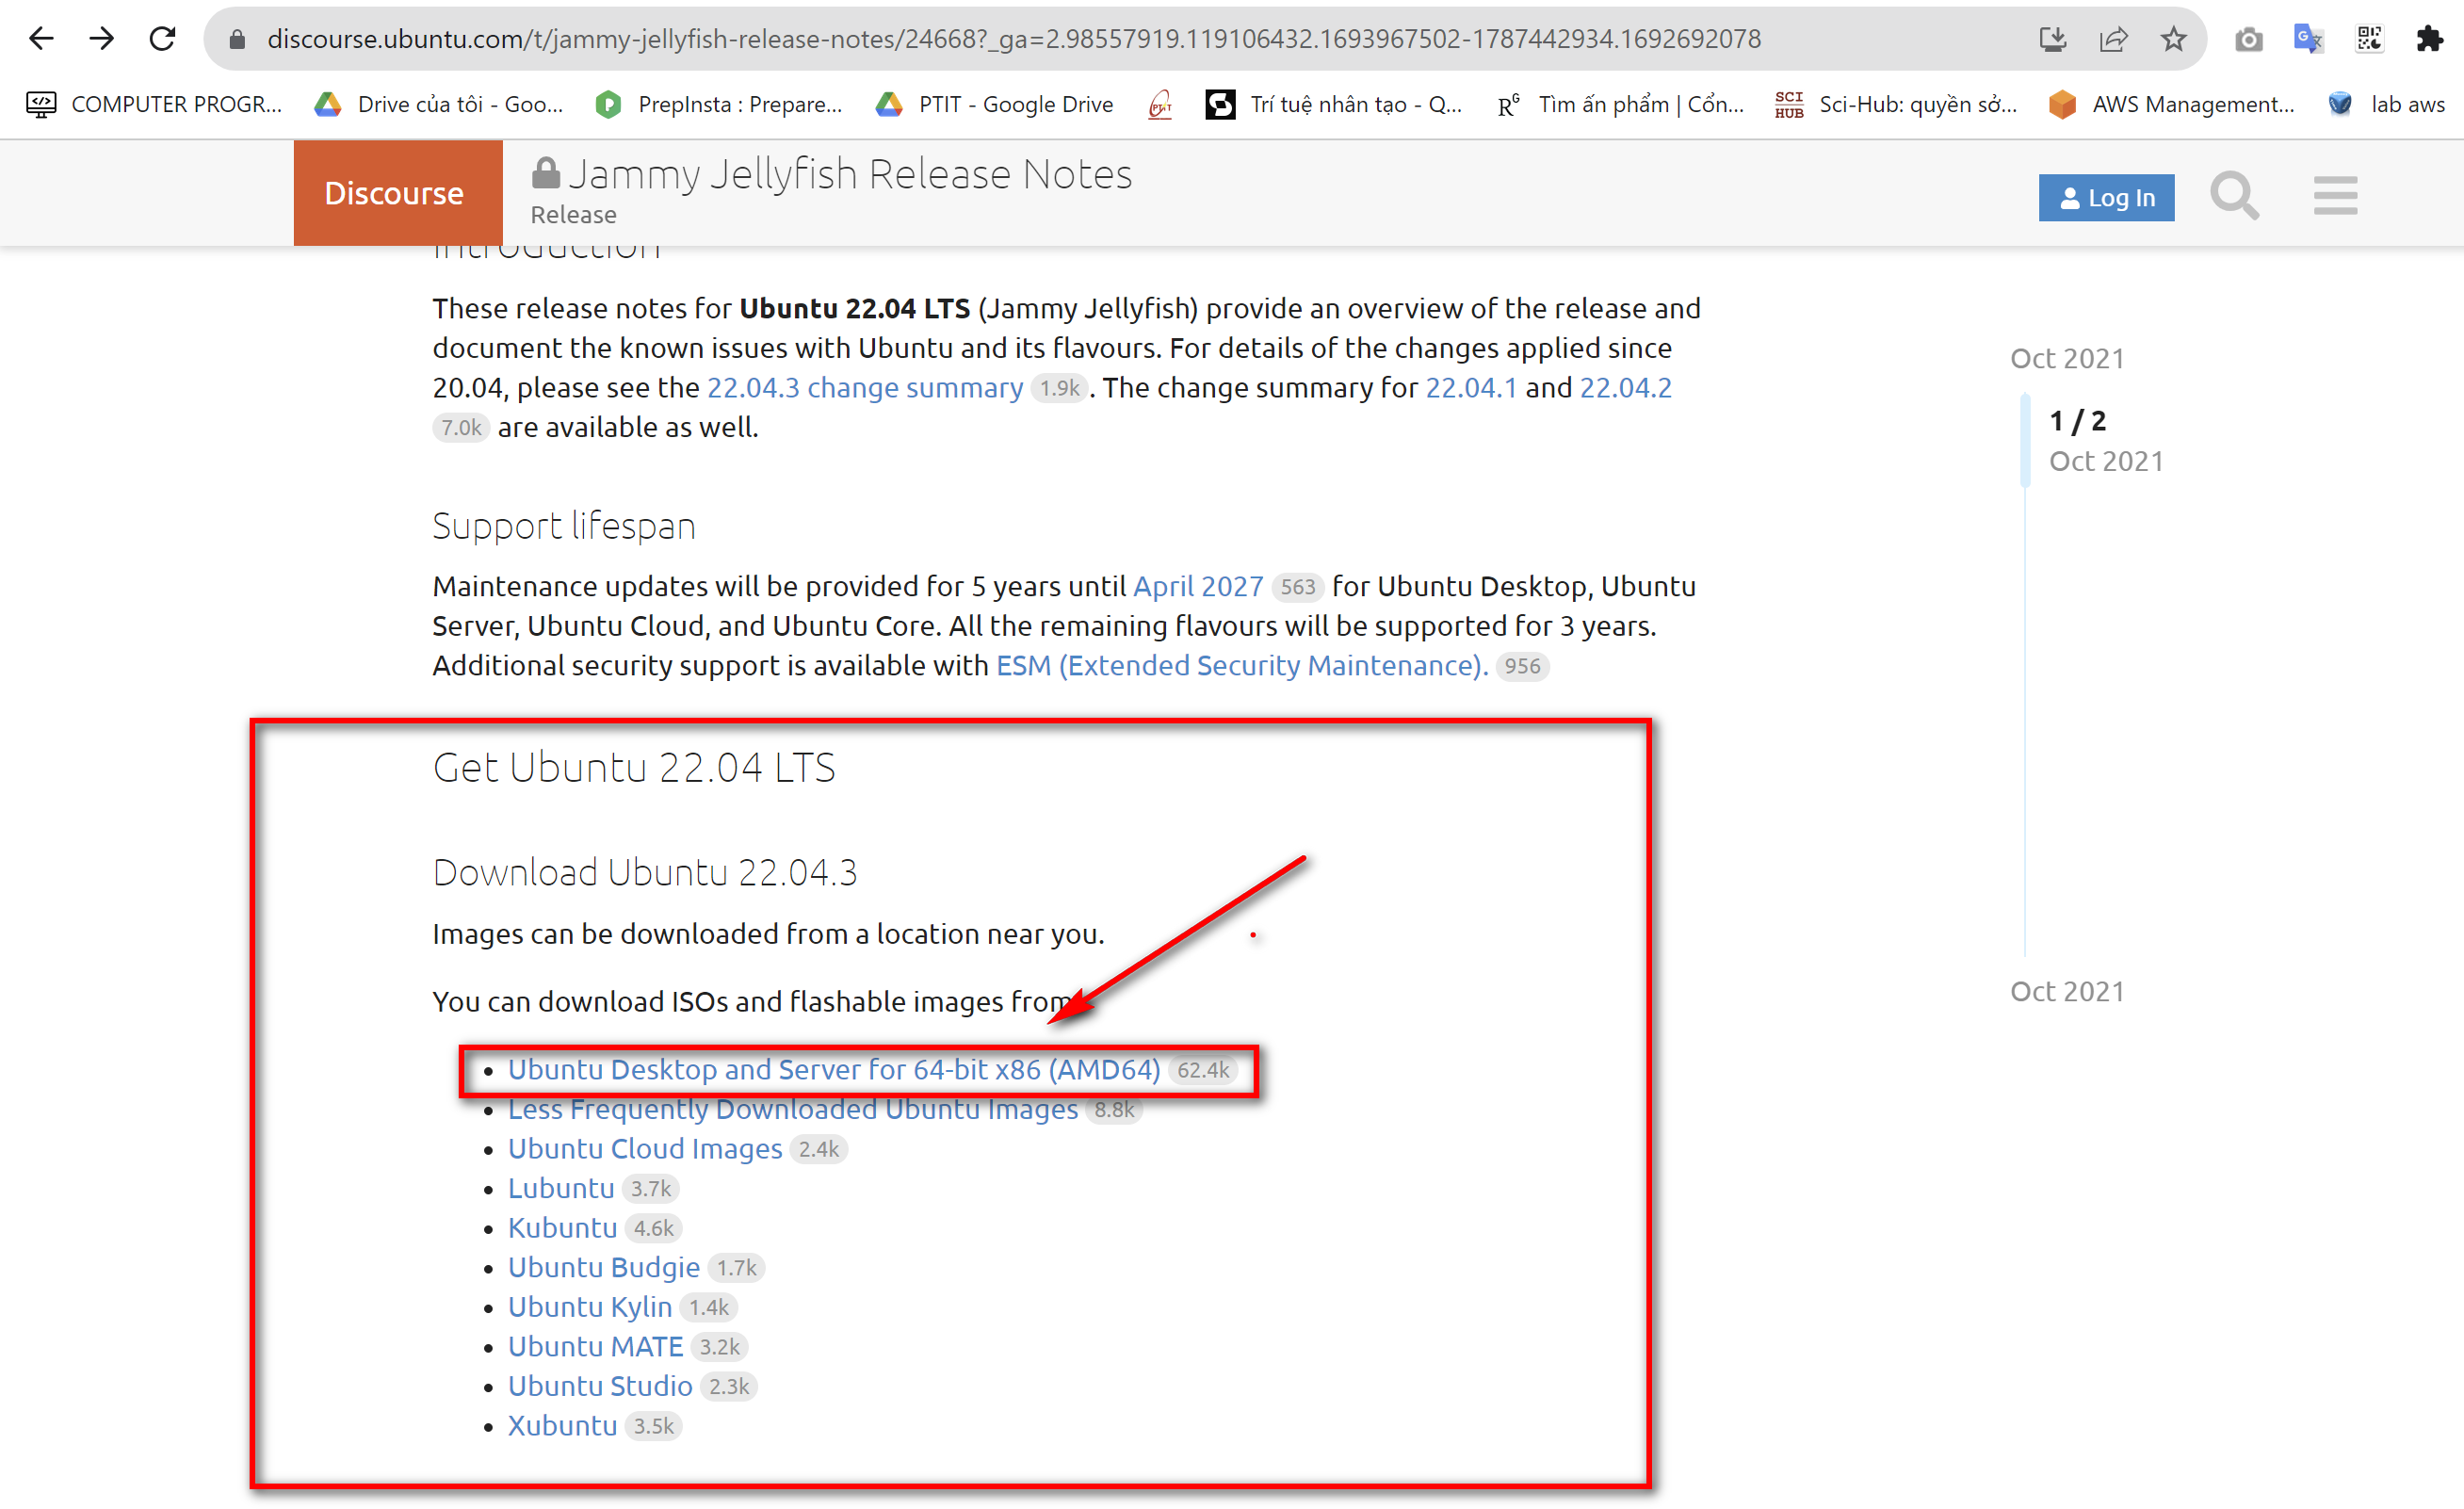 discourse.ubuntu.com/t/jammy-jellyfish-release-notes/24668?_ga=2.98557919.119106432.1693967502-1787442934.1692692078
COMPUTER PROGR... Drive của tôi - Goo... PrepInsta : Prepare... PTIT - Google Drive PTIT Trí tuệ nhân tạo - Q... RG Tìm ấn phẩm | Cổn... SCI HUB Sci-Hub: quyền sở... AWS Management... lab aws
Discourse
Jammy Jellyfish Release Notes
Release
Log In
Introduction
These release notes for Ubuntu 22.04 LTS (Jammy Jellyfish) provide an overview of the release and
document the known issues with Ubuntu and its flavours. For details of the changes applied since
20.04, please see the 22.04.3 change summary 1.9k. The change summary for 22.04.1 and 22.04.2
7.0k are available as well.
Oct 2021
1 / 2
Oct 2021
Oct 2021
Support lifespan
Maintenance updates will be provided for 5 years until April 2027 563 for Ubuntu Desktop, Ubuntu
Server, Ubuntu Cloud, and Ubuntu Core. All the remaining flavours will be supported for 3 years.
Additional security support is available with ESM (Extended Security Maintenance). 956
Get Ubuntu 22.04 LTS
Download Ubuntu 22.04.3
Images can be downloaded from a location near you.
You can download ISOs and flashable images from
• Ubuntu Desktop and Server for 64-bit x86 (AMD64) 62.4k
• Less Frequently Downloaded Ubuntu Images 8.8k
• Ubuntu Cloud Images 2.4k
• Lubuntu 3.7k
• Kubuntu 4.6k
• Ubuntu Budgie 1.7k
• Ubuntu Kylin 1.4k
• Ubuntu MATE 3.2k
• Ubuntu Studio 2.3k
• Xubuntu 3.5k